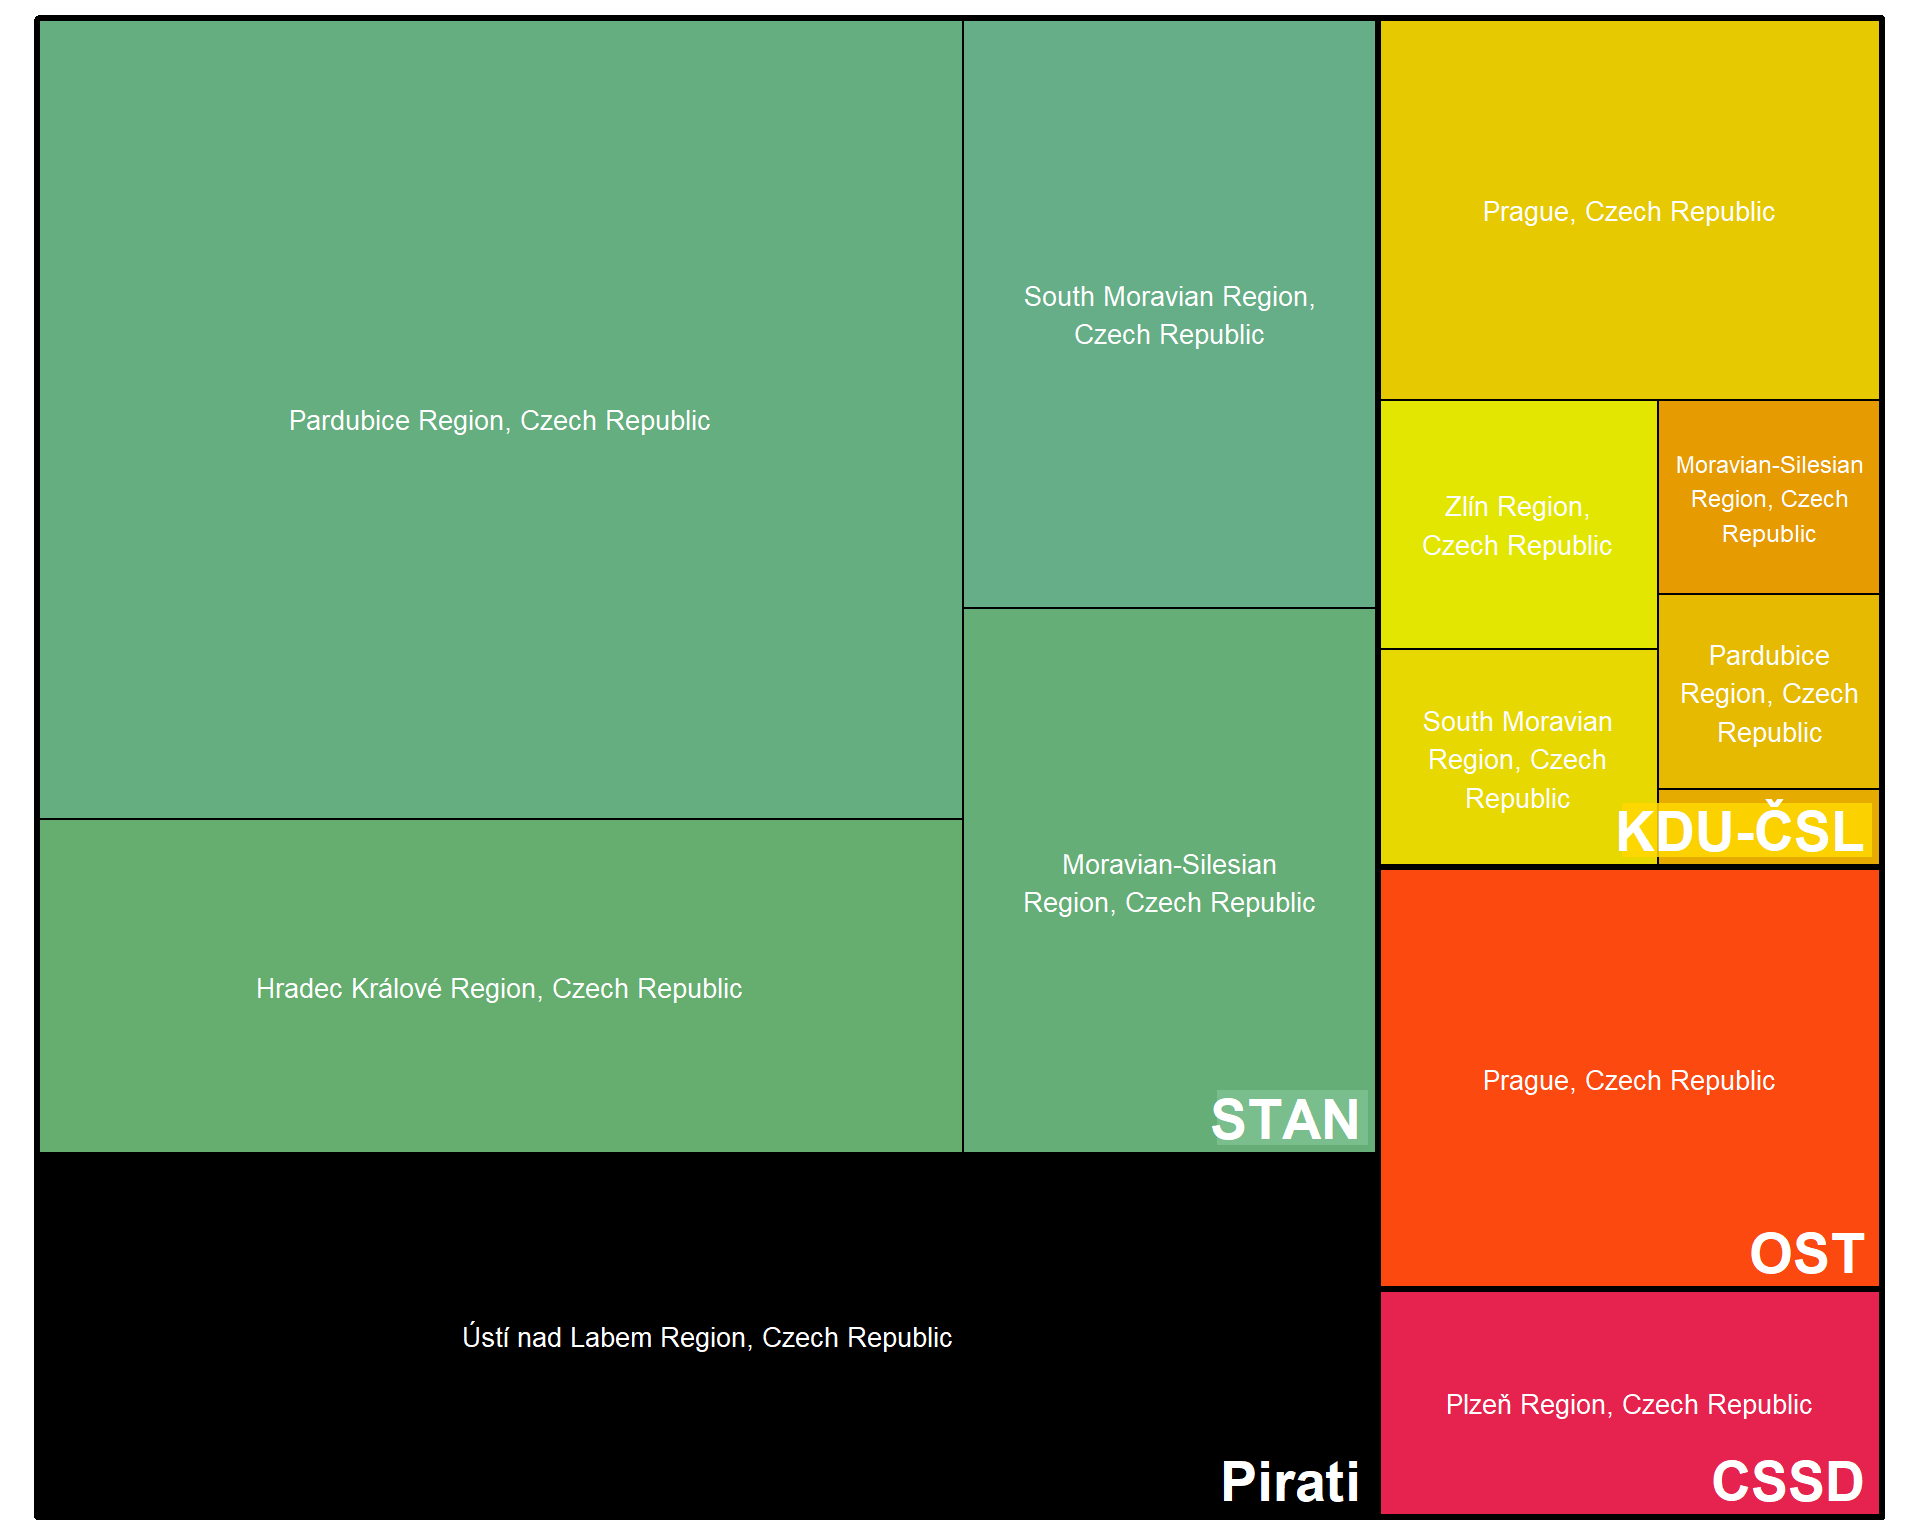 Pardubice Region, Czech Republic
South Moravian Region,
Czech Republic
Hradec Králové Region, Czech Republic
Moravian-Silesian
Region, Czech Republic
STAN
Ústí nad Labem Region, Czech Republic
Pirati
Prague, Czech Republic
Zlín Region,
Czech Republic
Moravian-Silesian
Region, Czech
Republic
South Moravian
Region, Czech
Republic
Pardubice
Region, Czech
Republic
KDU-ČSL
Prague, Czech Republic
OST
Plzeň Region, Czech Republic
CSSD